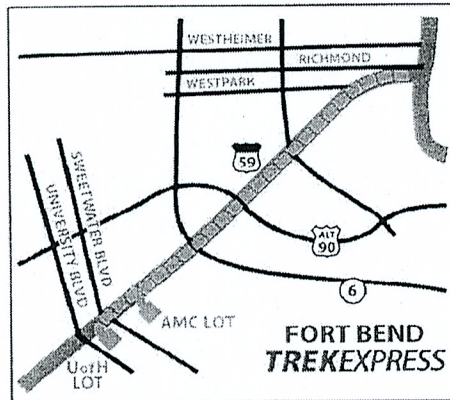 WESTHEIMER
RICHMOND
WESTPARK
59
SWEETWATER BLVD
UNIVERSITY BLVD
ALT
90
6
AMC LOT
UofH
LOT
FORT BEND
TREKEXPRESS